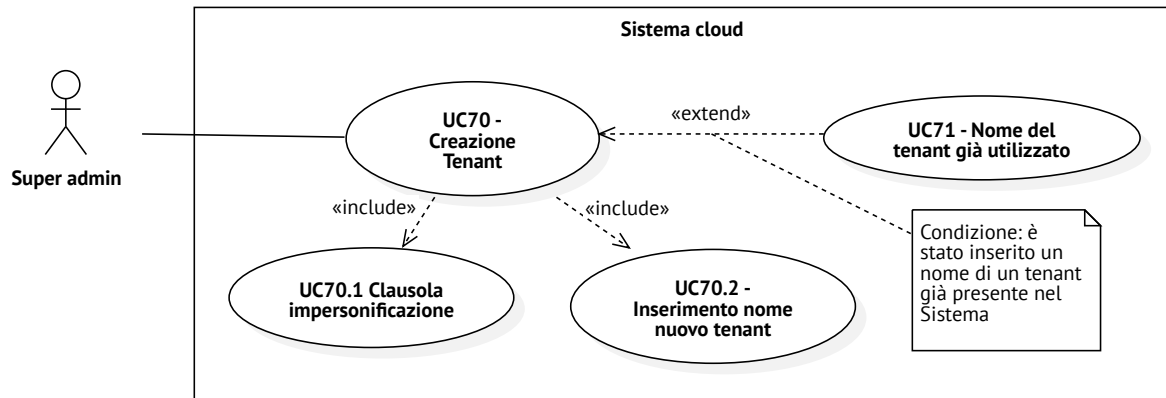 Sistema cloud
Super admin
UC70 -
Creazione
Tenant
«extend»
UC71 - Nome del
tenant già utilizzato
«include»
«include»
UC70.1 Clausola
impersonificazione
UC70.2 -
Inserimento nome
nuovo tenant
Condizione: è
stato inserito un
nome di un tenant
già presente nel
Sistema